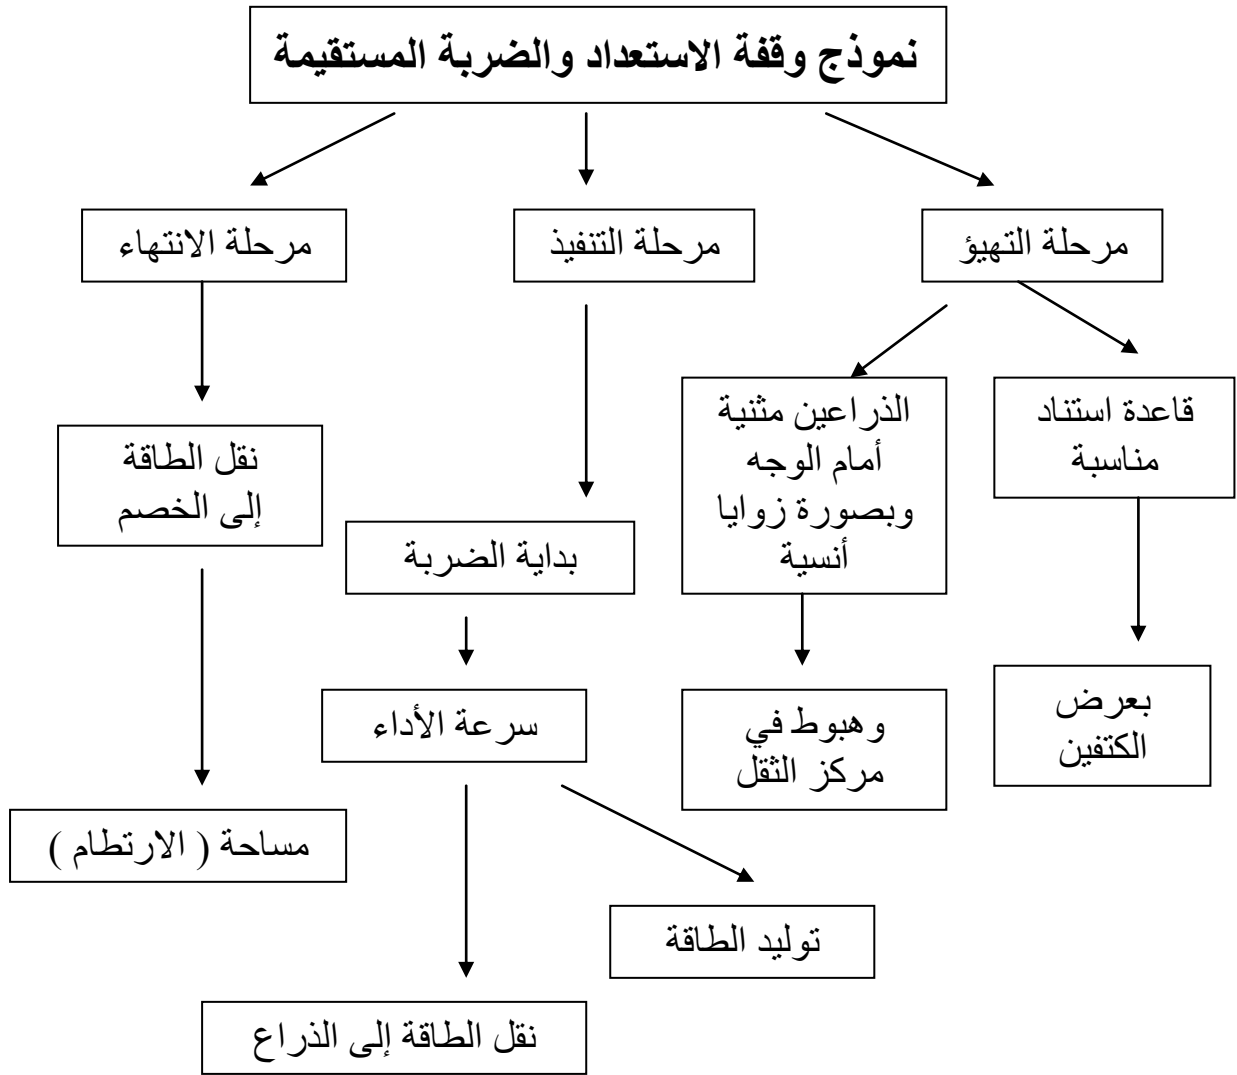 نموذج وقفة الاستعداد والضربة المستقيمة
مرحلة التهيؤ
مرحلة التنفيذ
مرحلة الانتهاء
قاعدة استناد
مناسبة
الذراعين مثنية
أمام الوجه
وبصورة زوايا
أنسية
نقل الطاقة
إلى الخصم
بداية الضربة
بعرض
الكتفين
وهبوط في
مركز الثقل
سرعة الأداء
مساحة ( الارتطام )
توليد الطاقة
نقل الطاقة إلى الذراع